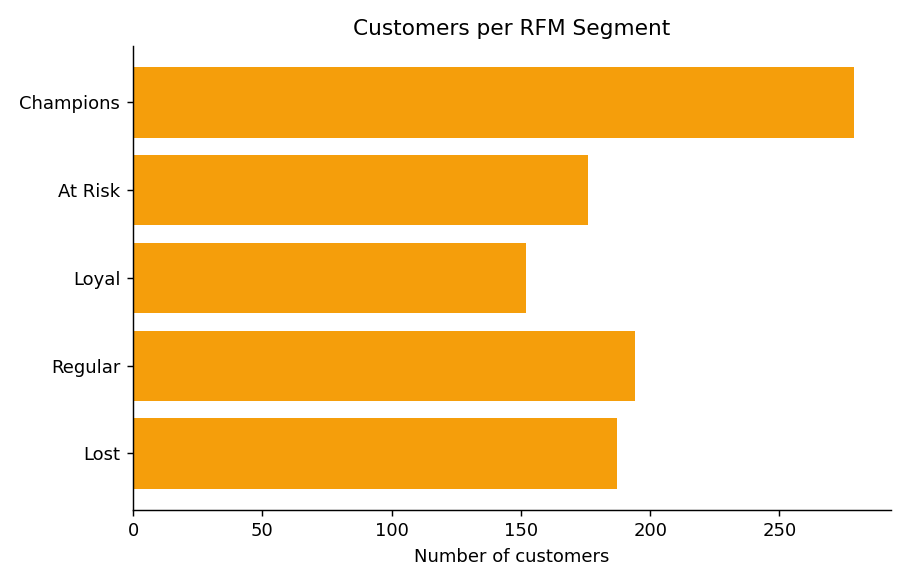 Customers per RFM Segment
Champions
At Risk
Loyal
Regular
Lost
0 50 100 150 200 250
Number of customers